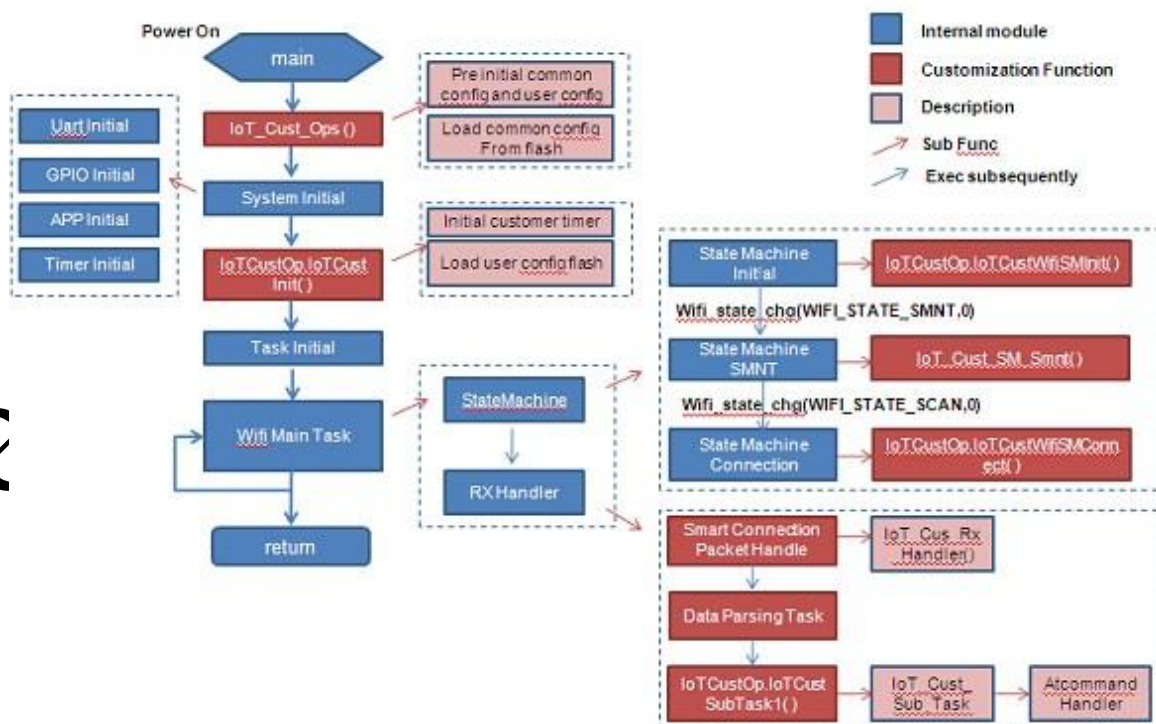 Power On
main
IoT_Cust_Ops ()
System Initial
IoTCustOp.IoTCust
Init( )
Task Initial
Wifi Main Task
return
Uart Initial
GPIO Initial
APP Initial
Timer Initial
Pre initial common
config and user config
Load common config
From flash
Initial customer timer
Load user config flash
StateMachine
RX Handler
Internal module
Customization Function
Description
Sub Func
Exec subsequently
State Machine
Initial
IoTCustOp.IoTCustWifiSMInit( )
Wifi_state_chg(WIFI_STATE_SMNT,0)
State Machine
SMNT
IoT_Cust_SM_Smnt()
Wifi_state_chg(WIFI_STATE_SCAN,0)
State Machine
Connection
IoTCustOp.IoTCustWifiSMConn
ect( )
Smart Connection
Packet Handle
IoT_Cus_Rx
_Handler()
Data Parsing Task
IoTCustOp.IoTCust
SubTask1( )
IoT_Cust_
Sub_Task
Atcommand
Handler